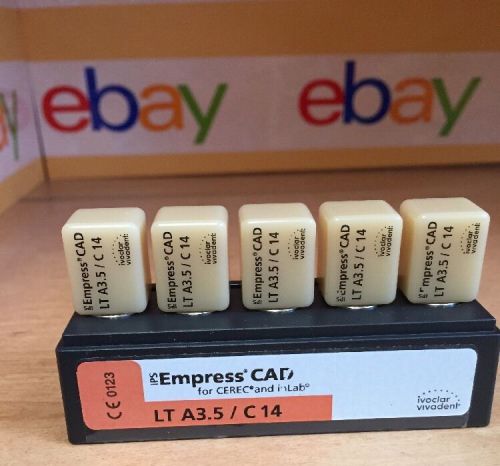 ebay
ebay
IPS Empress® CAD
LT A3.5 / C 14
ivoclar
vivadent
IPS Empress® CAD
LT A3.5 / C 14
ivoclar
vivadent
IPS Empress® CAD
LT A3.5 / C 14
ivoclar
vivadent
IPS Empress® CAD
LT A3.5 / C 14
ivoclar
vivadent
Empress® CAD
LT A3.5 / C 14
ivoclar
vivadent
CE 0123
IPS Empress® CAD
for CEREC® and inLab®
LT A3.5 / C 14
ivoclar
vivadent